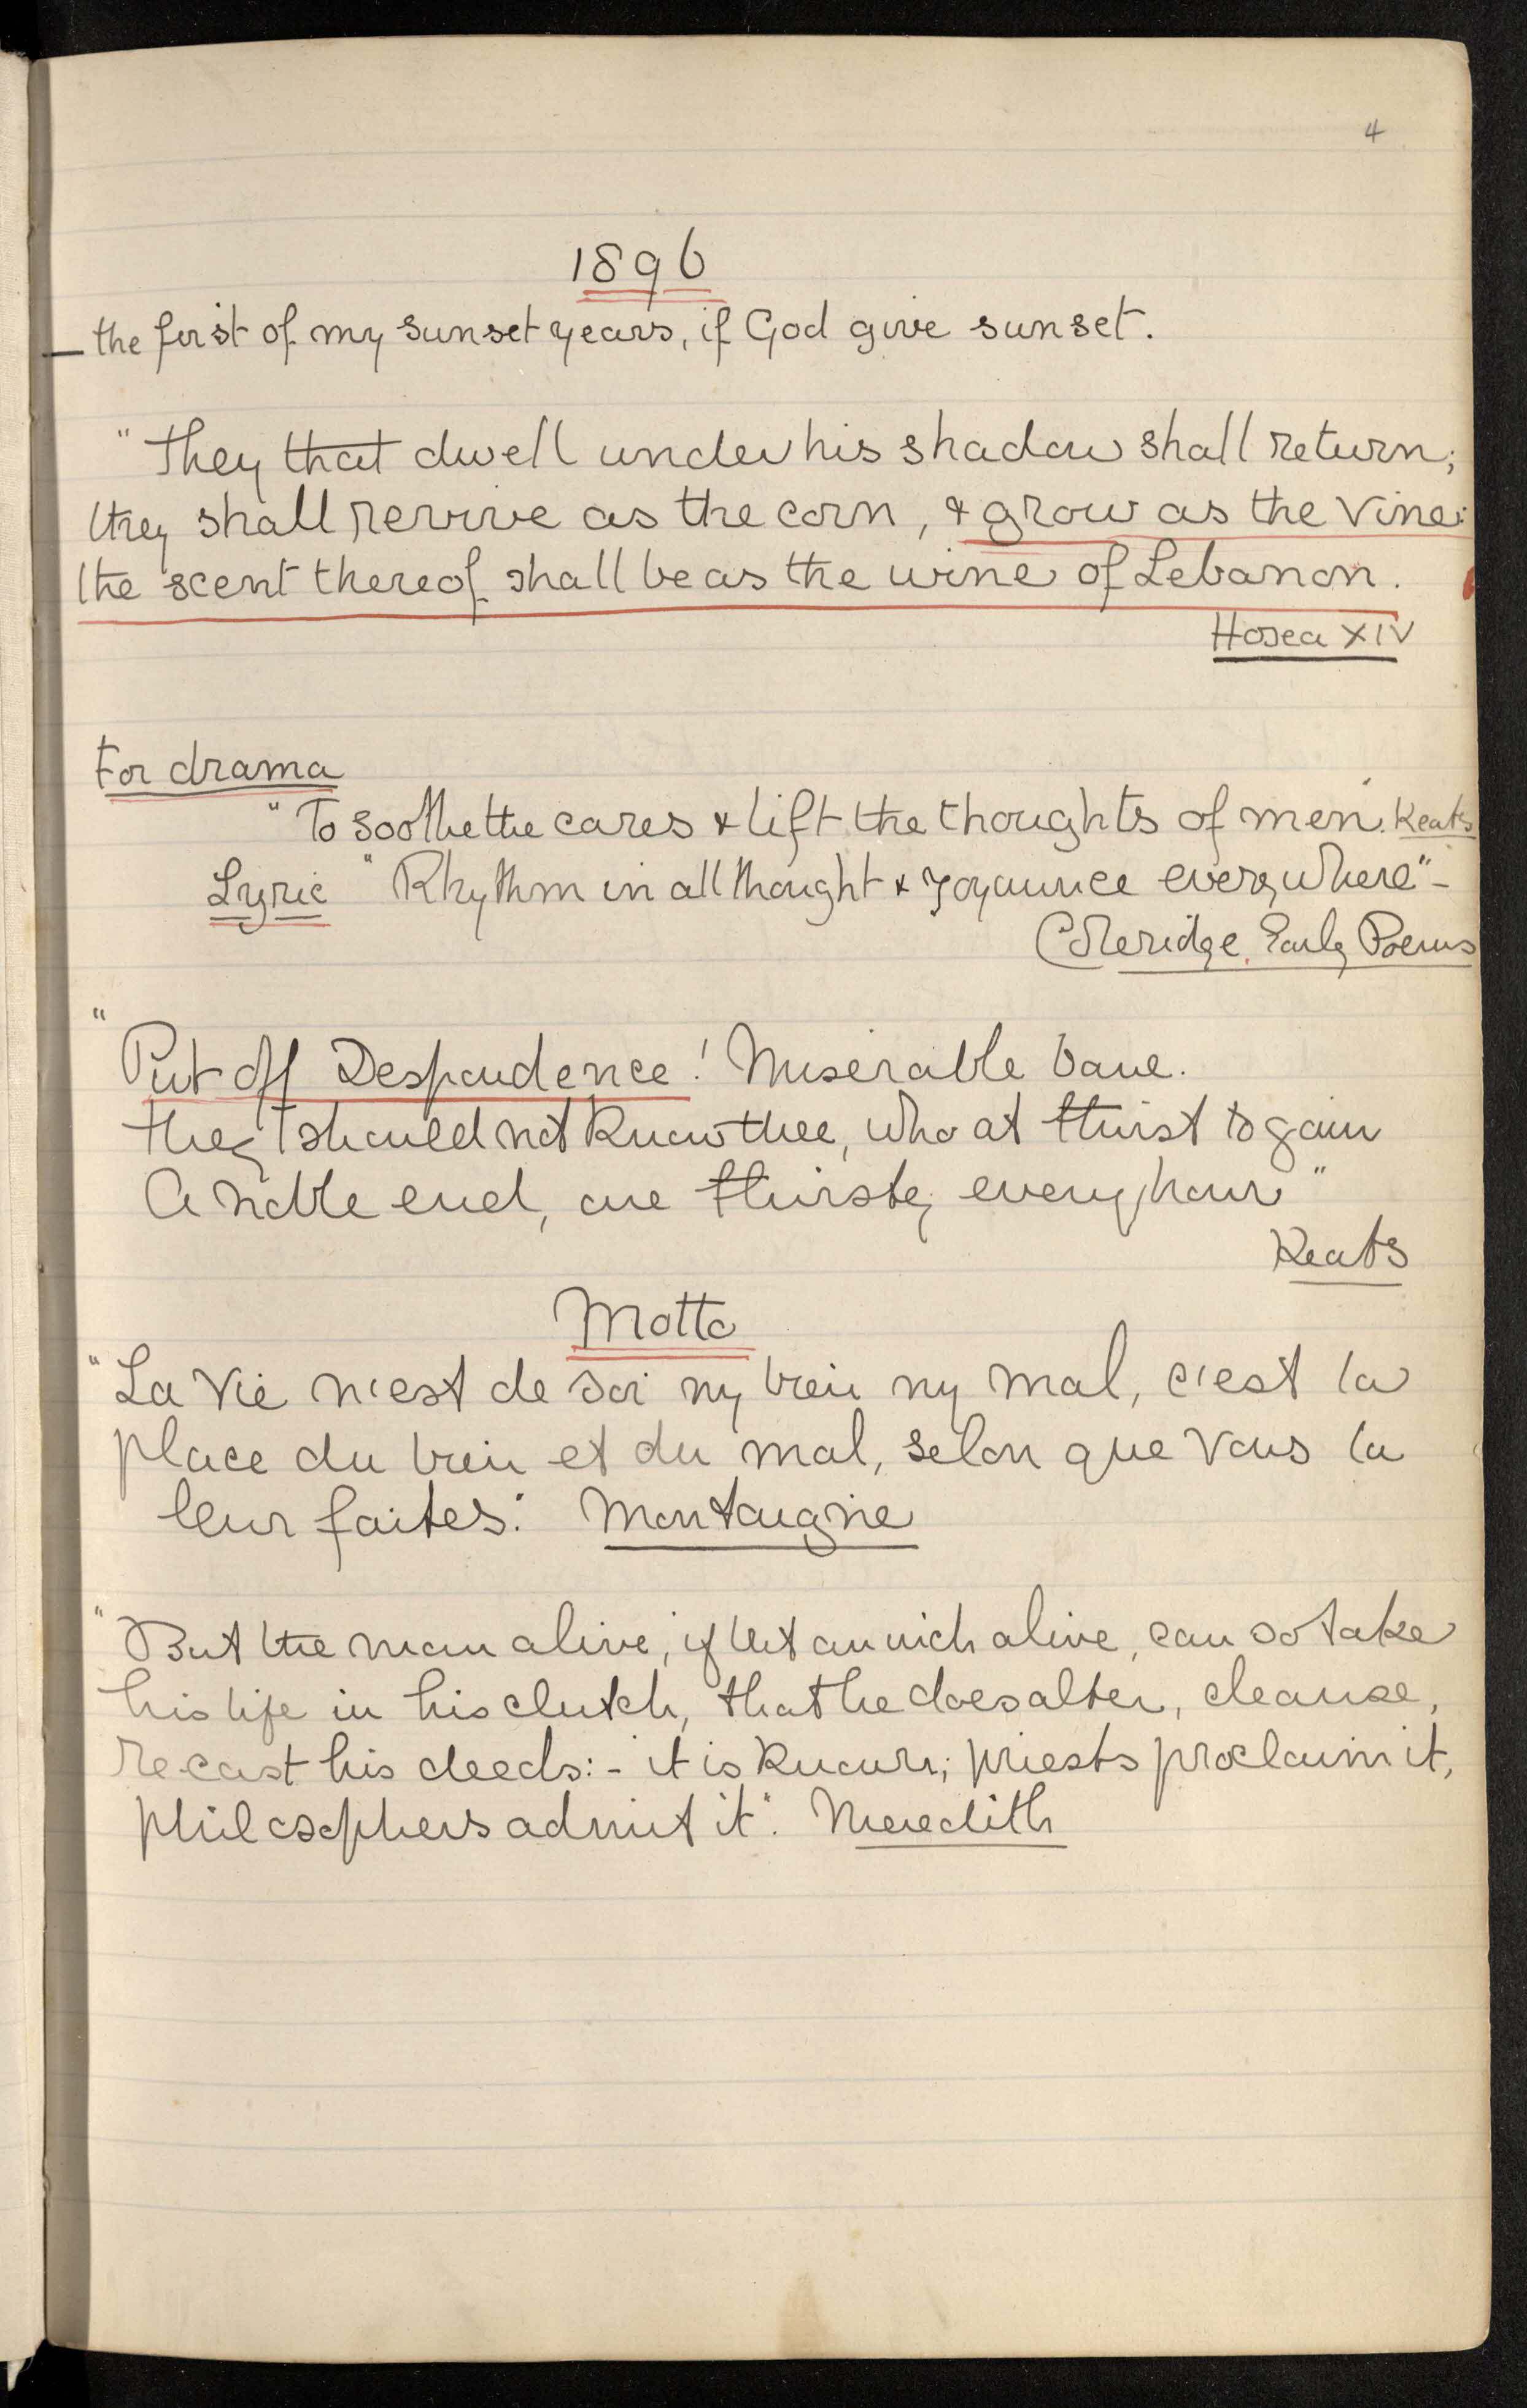 4
1896
— the first of my sunset years, if God give sunset.
"They that dwell under his shadow shall return;
they shall revive as the corn, & grow as the vine:
the scent thereof shall be as the wine of Lebanon.
Hosea XIV
For drama
"To soothe the cares & lift the thoughts of men. Keats
Lyric "Rhythm in all thought & joyaunce everywhere" -
Coleridge. Early Poems
"Put off Despondence! Miserable bane.
They should not know thee, who at thirst to gain
A noble end, are thirsty every hour"
Keats
Motto
"La Vie n'est de soi ny bien ny mal, c'est la
place du bien et du mal, selon que vous la
leur faites." Montaigne
"But the man alive, if but an inch alive, can so take
his life in his clutch, that he does alter, cleanse,
recast his deeds: - it is known; priests proclaim it,
philosophers admit it". Meredith